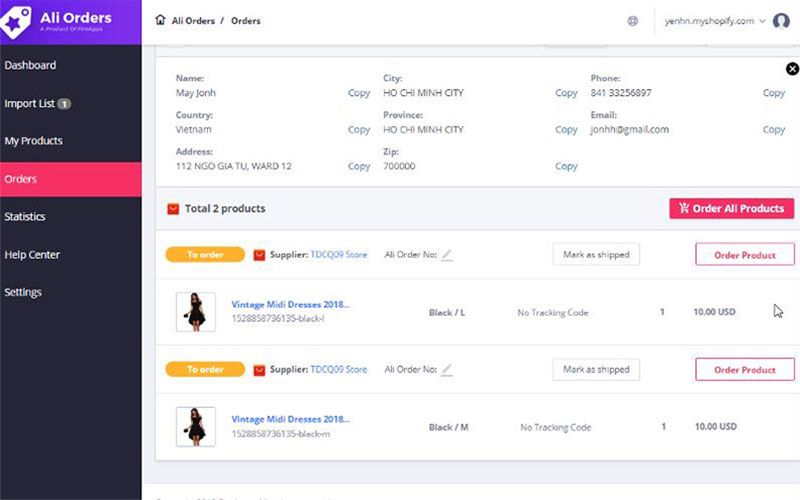 Ali Orders
A Product Of FireApps
Ali Orders / Orders
yenhn.myshopify.com
Dashboard
Import List 1
My Products
Orders
Statistics
Help Center
Settings
Name:
May Jonh
Copy
City:
HO CHI MINH CITY
Copy
Phone:
841 33256897
Copy
Country:
Vietnam
Copy
Province:
HO CHI MINH CITY
Copy
Email:
jonhh@gmail.com
Copy
Address:
112 NGO GIA TU, WARD 12
Copy
Zip:
700000
Copy
Total 2 products
Order All Products
To order
Supplier: TDCQ09 Store
Ali Order No:
Mark as shipped
Order Product
Vintage Midi Dresses 2018...
1528858736135-black-l
Black / L
No Tracking Code
1
10.00 USD
To order
Supplier: TDCQ09 Store
Ali Order No:
Mark as shipped
Order Product
Vintage Midi Dresses 2018...
1528858736135-black-m
Black / M
No Tracking Code
1
10.00 USD